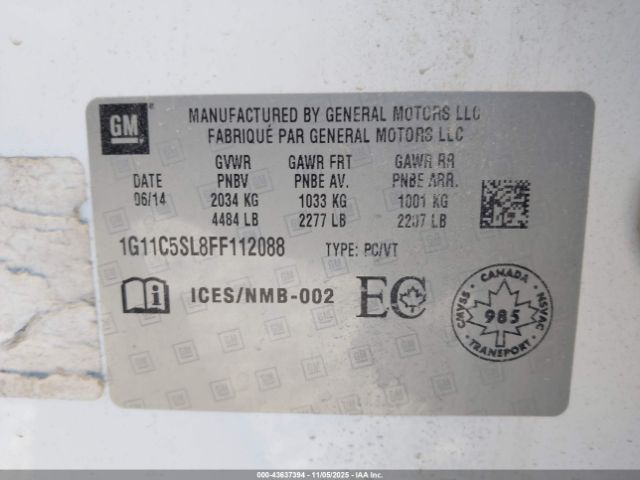 GM
MANUFACTURED BY GENERAL MOTORS LLC
FABRIQUÉ PAR GENERAL MOTORS LLC
GVWR GAWR FRT GAWR RR
DATE PNBV PNBE AV. PNBE ARR.
06/14 2034 KG 1033 KG 1001 KG
4484 LB 2277 LB 2207 LB
1G11C5SL8FF112088 TYPE: PC/VT
ICES/NMB-002 EC
CANADA
CMVSS NSVAC
985
TRANSPORT
000-43637394 - 11/05/2025 - IAA Inc.